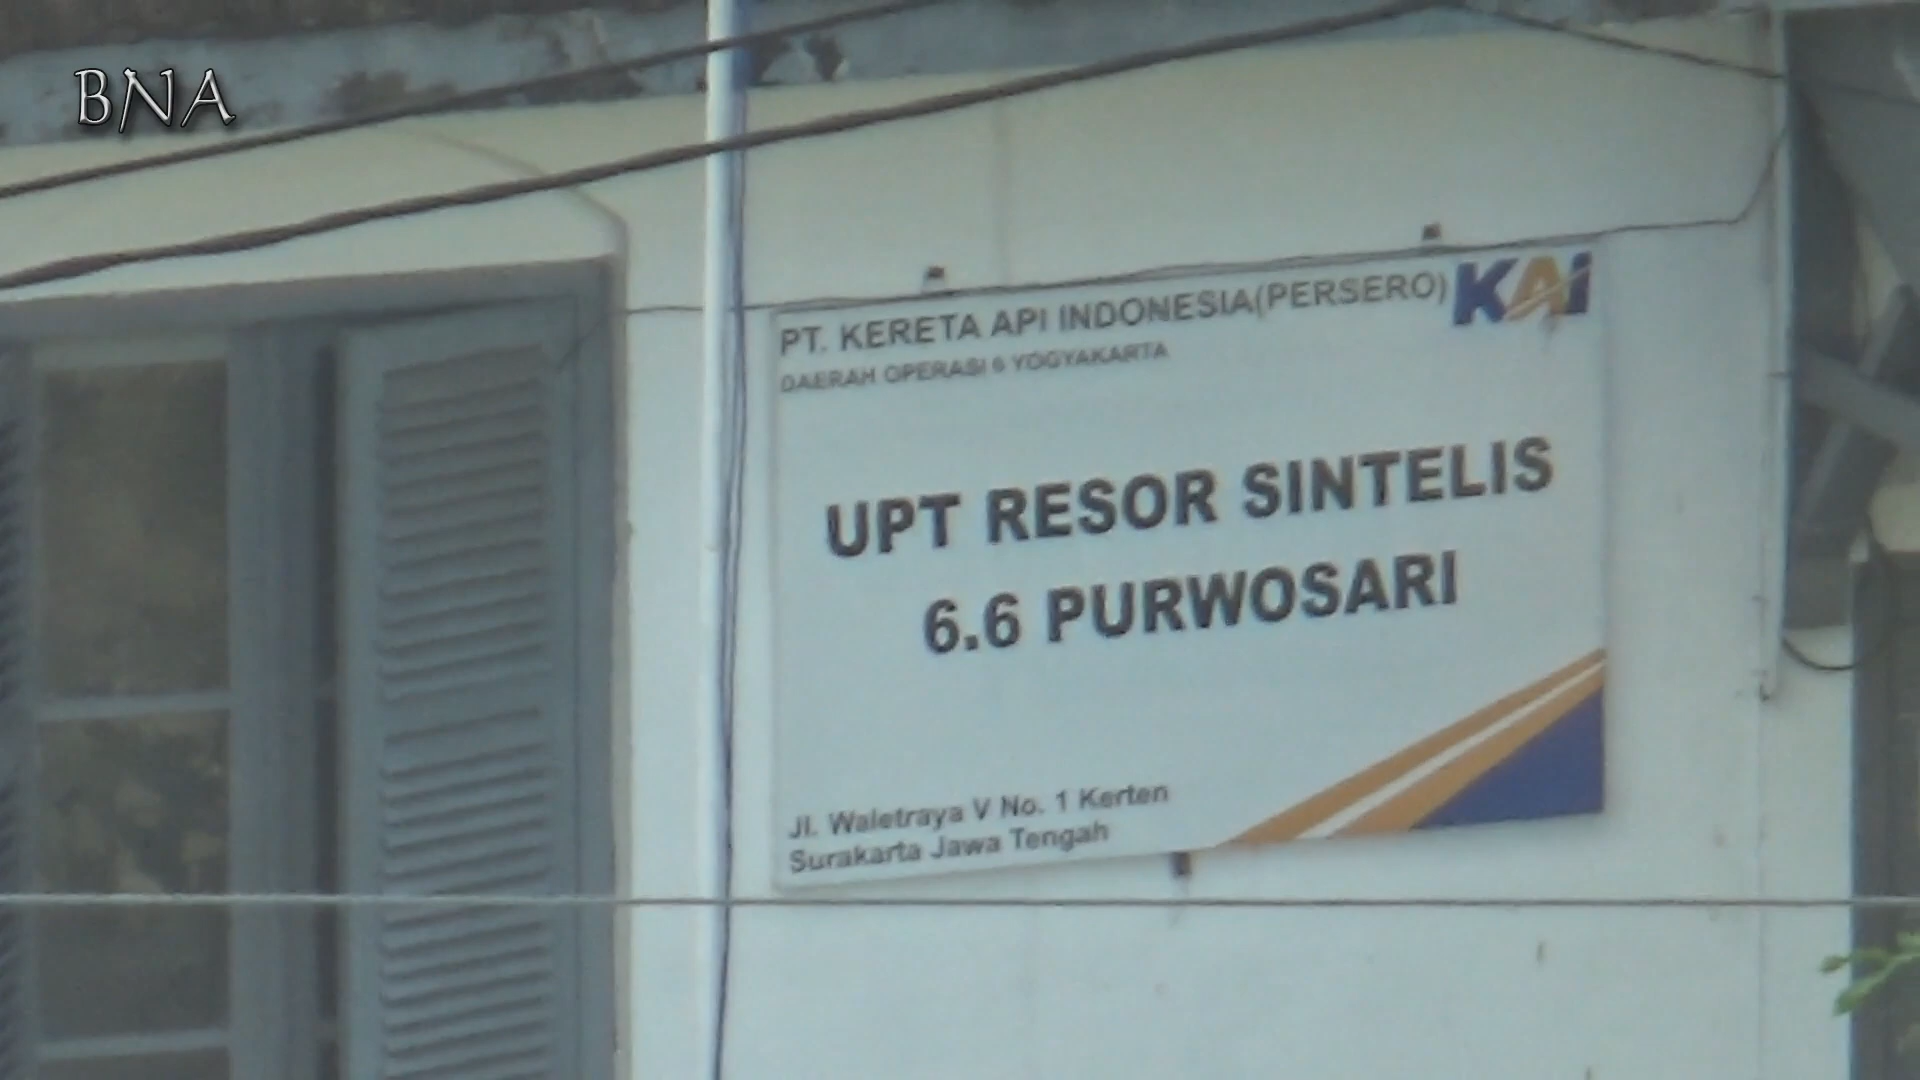 BNA
PT. KERETA API INDONESIA(PERSERO) KAI
DAERAH OPERASI 6 YOGYAKARTA
UPT RESOR SINTELIS
6.6 PURWOSARI
Jl. Waletraya V No. 1 Kerten
Surakarta Jawa Tengah